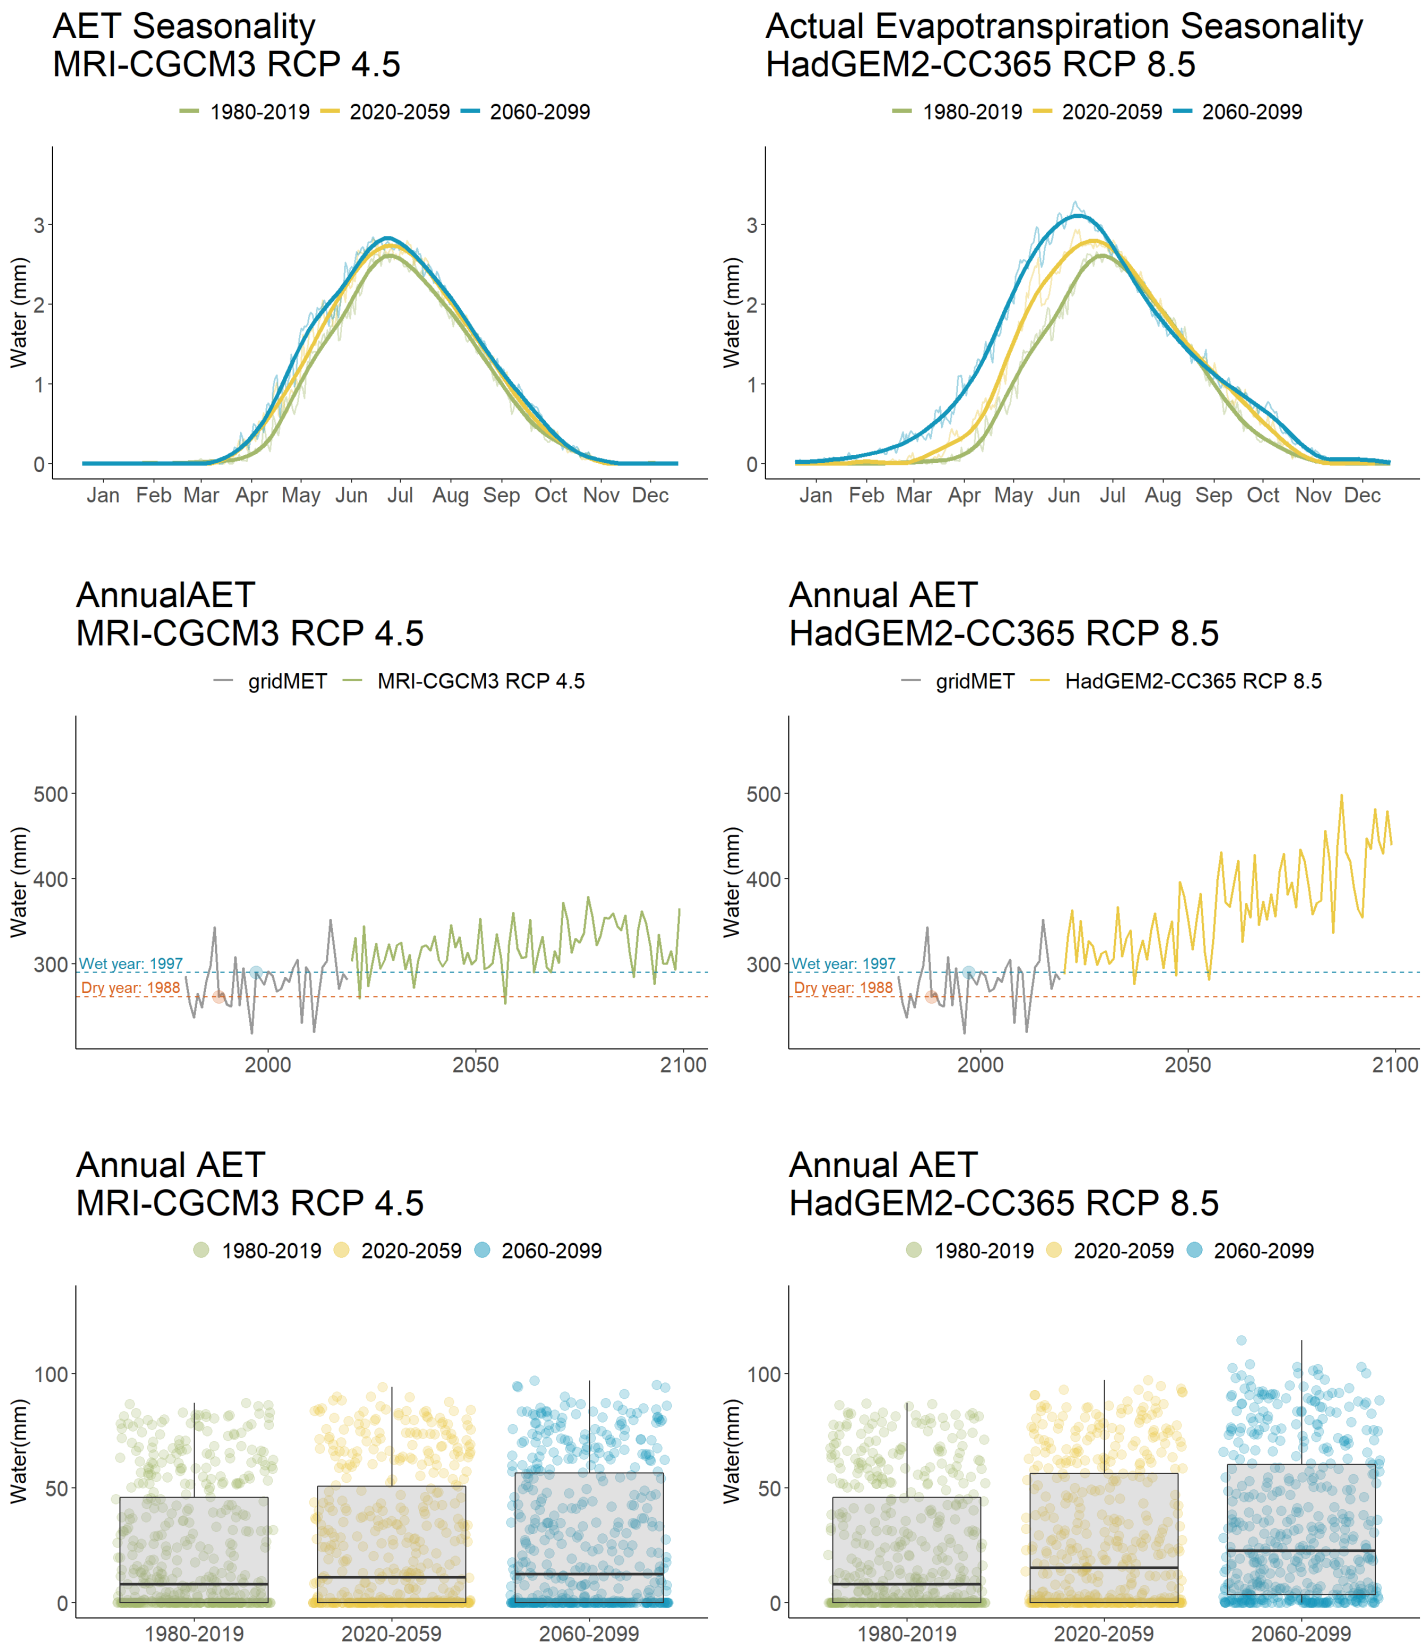 AET Seasonality
MRI-CGCM3 RCP 4.5
1980-2019 2020-2059 2060-2099
Water (mm)
3
2
1
0
Jan Feb Mar Apr May Jun Jul Aug Sep Oct Nov Dec
Actual Evapotranspiration Seasonality
HadGEM2-CC365 RCP 8.5
1980-2019 2020-2059 2060-2099
Water (mm)
3
2
1
0
Jan Feb Mar Apr May Jun Jul Aug Sep Oct Nov Dec
AnnualAET
MRI-CGCM3 RCP 4.5
gridMET MRI-CGCM3 RCP 4.5
Water (mm)
500
400
300
Wet year: 1997
Dry year: 1988
2000 2050 2100
Annual AET
HadGEM2-CC365 RCP 8.5
gridMET HadGEM2-CC365 RCP 8.5
Water (mm)
500
400
300
Wet year: 1997
Dry year: 1988
2000 2050 2100
Annual AET
MRI-CGCM3 RCP 4.5
1980-2019 2020-2059 2060-2099
Water(mm)
100
50
0
1980-2019 2020-2059 2060-2099
Annual AET
HadGEM2-CC365 RCP 8.5
1980-2019 2020-2059 2060-2099
Water(mm)
100
50
0
1980-2019 2020-2059 2060-2099